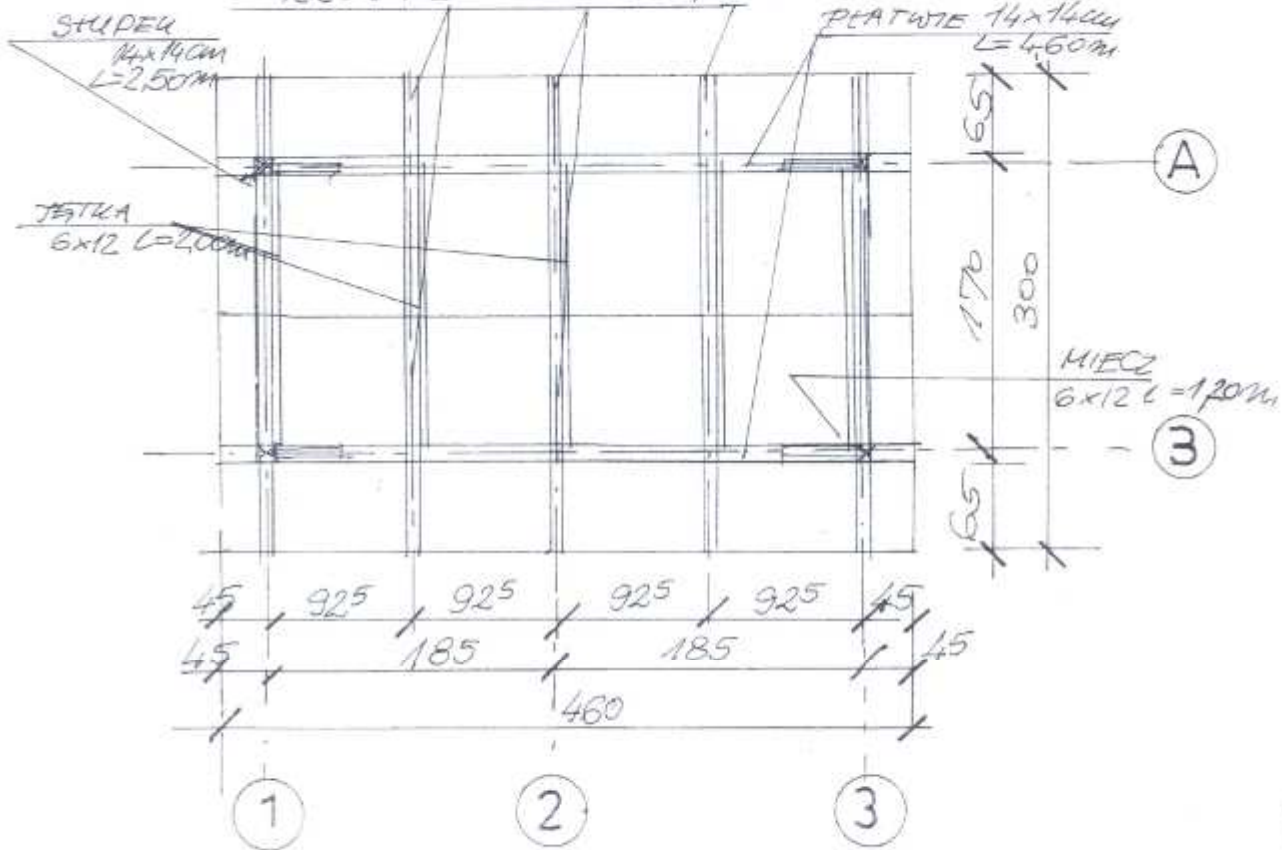 SŁUPEK
14x14cm
L=2,50m
PŁATWIE 14x14cm
L=4,60m
65
A
JĘTKA
6x12 L=2,00m
170
300
MIECZ
6x12 L=1,20m
B
65
45 92⁵ 92⁵ 92⁵ 92⁵ 45
45 185 185 45
460
1 2 3